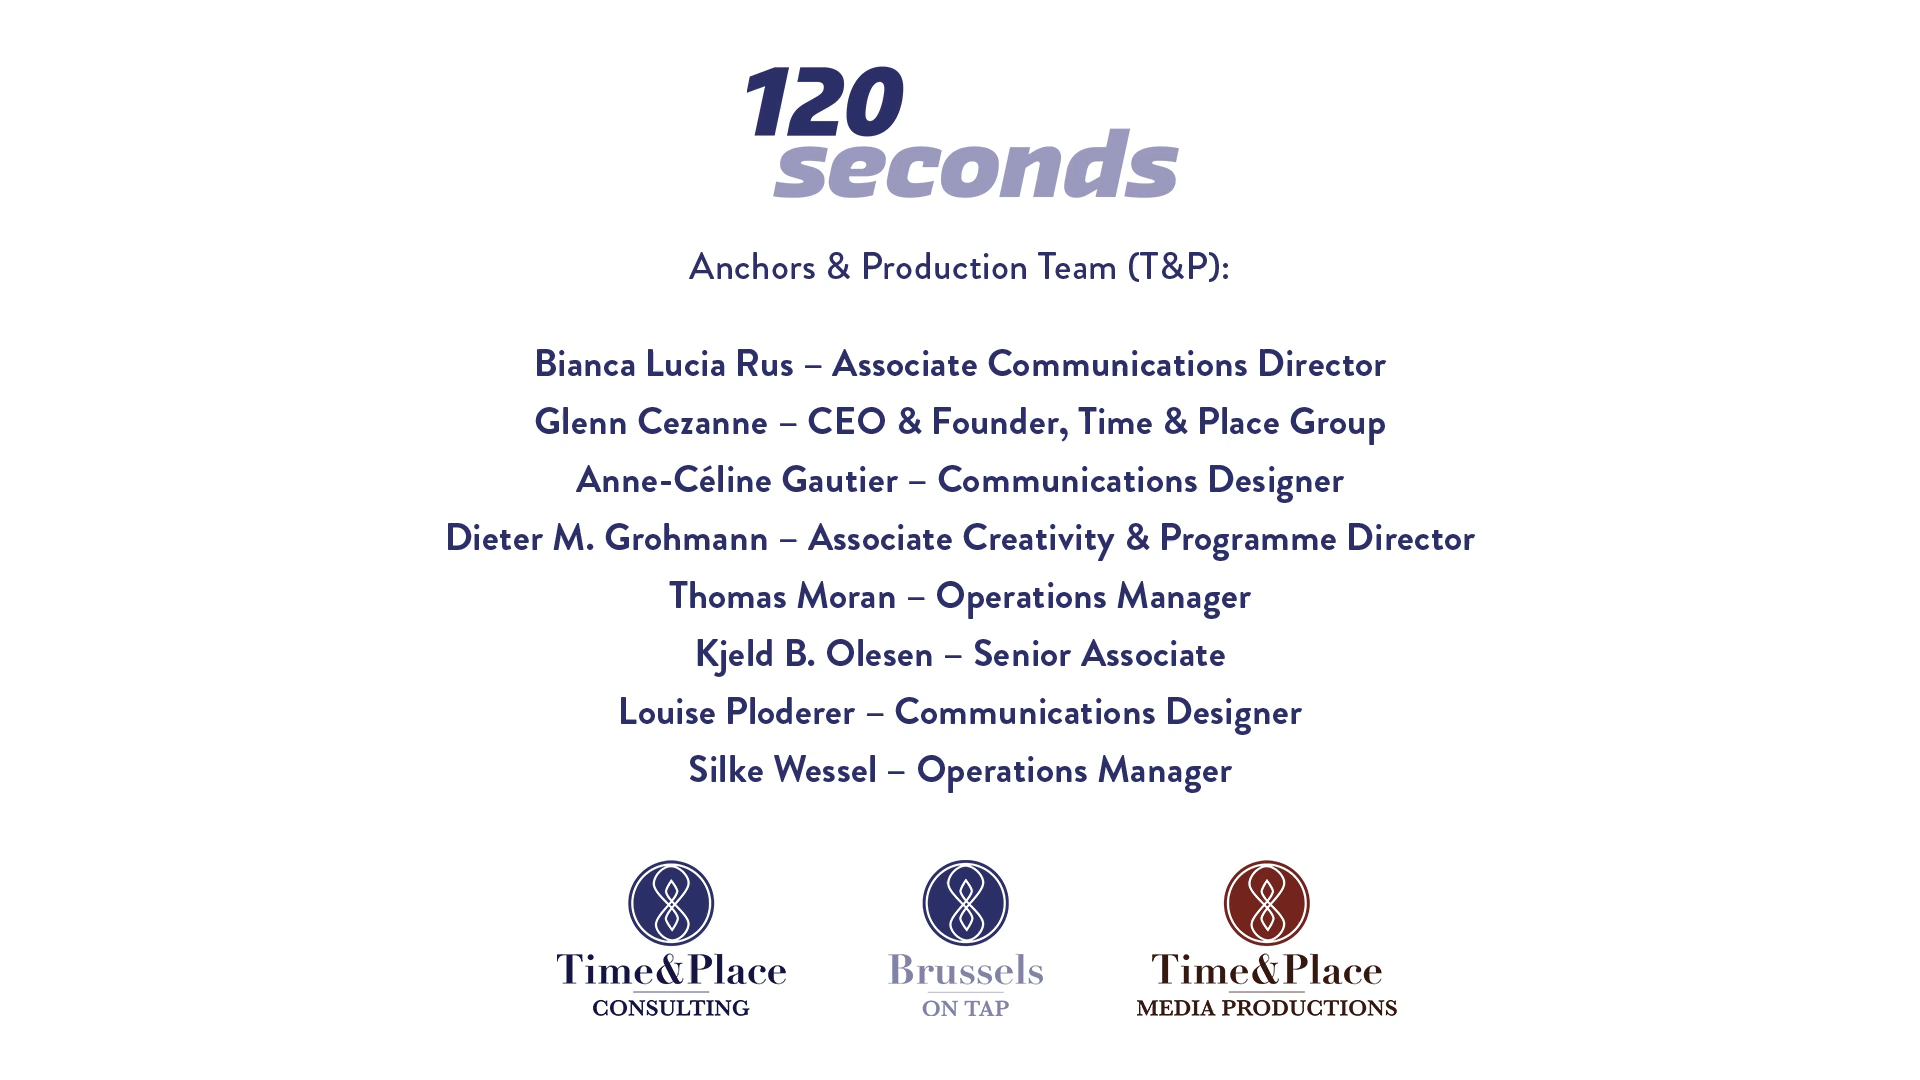 120
seconds
Anchors & Production Team (T&P):
Bianca Lucia Rus – Associate Communications Director
Glenn Cezanne – CEO & Founder, Time & Place Group
Anne-Céline Gautier – Communications Designer
Dieter M. Grohmann – Associate Creativity & Programme Director
Thomas Moran – Operations Manager
Kjeld B. Olesen – Senior Associate
Louise Ploderer – Communications Designer
Silke Wessel – Operations Manager
Time&Place
CONSULTING
Brussels
ON TAP
Time&Place
MEDIA PRODUCTIONS